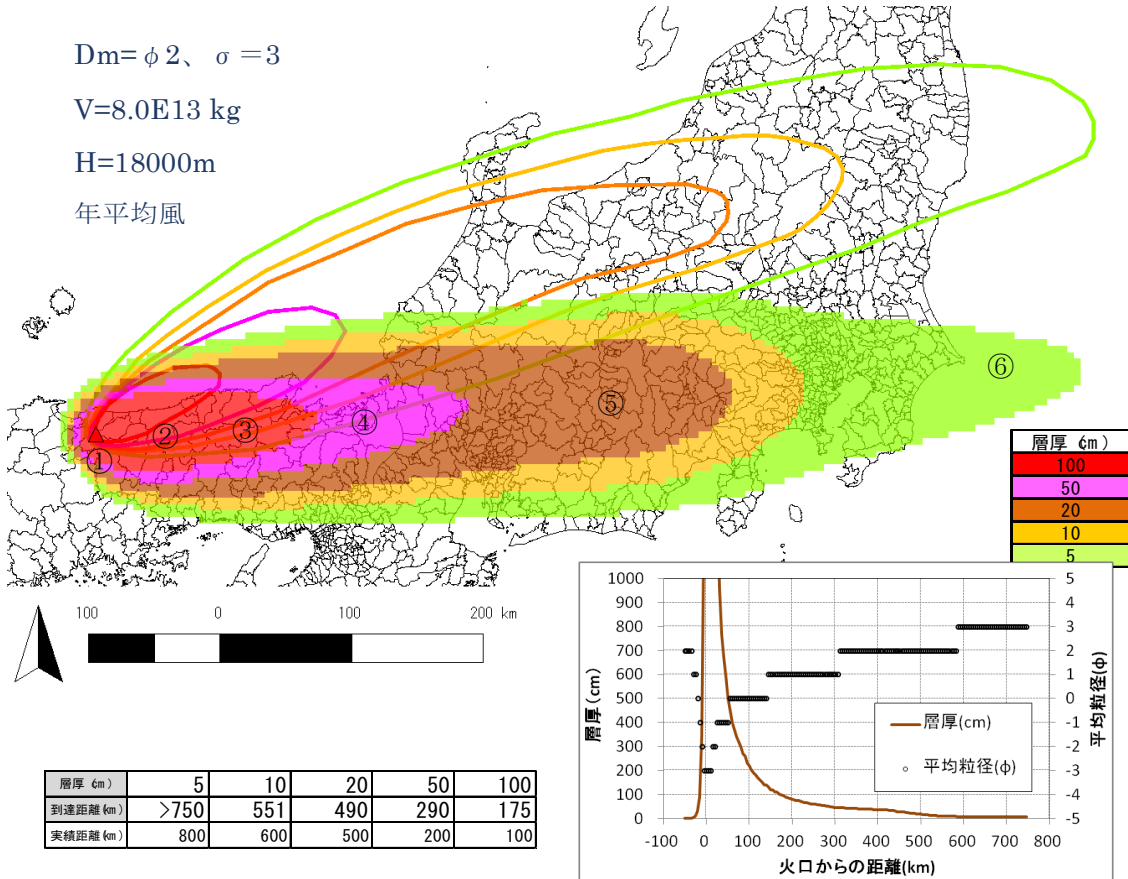 Dm= φ2、 σ =3
V=8.0E13 kg
H=18000m
年平均風
①
②
③
④
⑤
⑥
層厚 (cm)
100
50
20
10
5
100 0 100 200 km
層厚 (cm) 5 10 20 50 100
到達距離(km) >750 551 490 290 175
実績距離(km) 800 600 500 200 100
1000 5
900 4
800 3
700 2
600 1
500 0
400 -1
300 -2
200 -3
100 -4
0 -5
層厚(cm)
平均粒径(φ)
層厚(cm)
平均粒径(φ)
-100 0 100 200 300 400 500 600 700 800
火口からの距離(km)